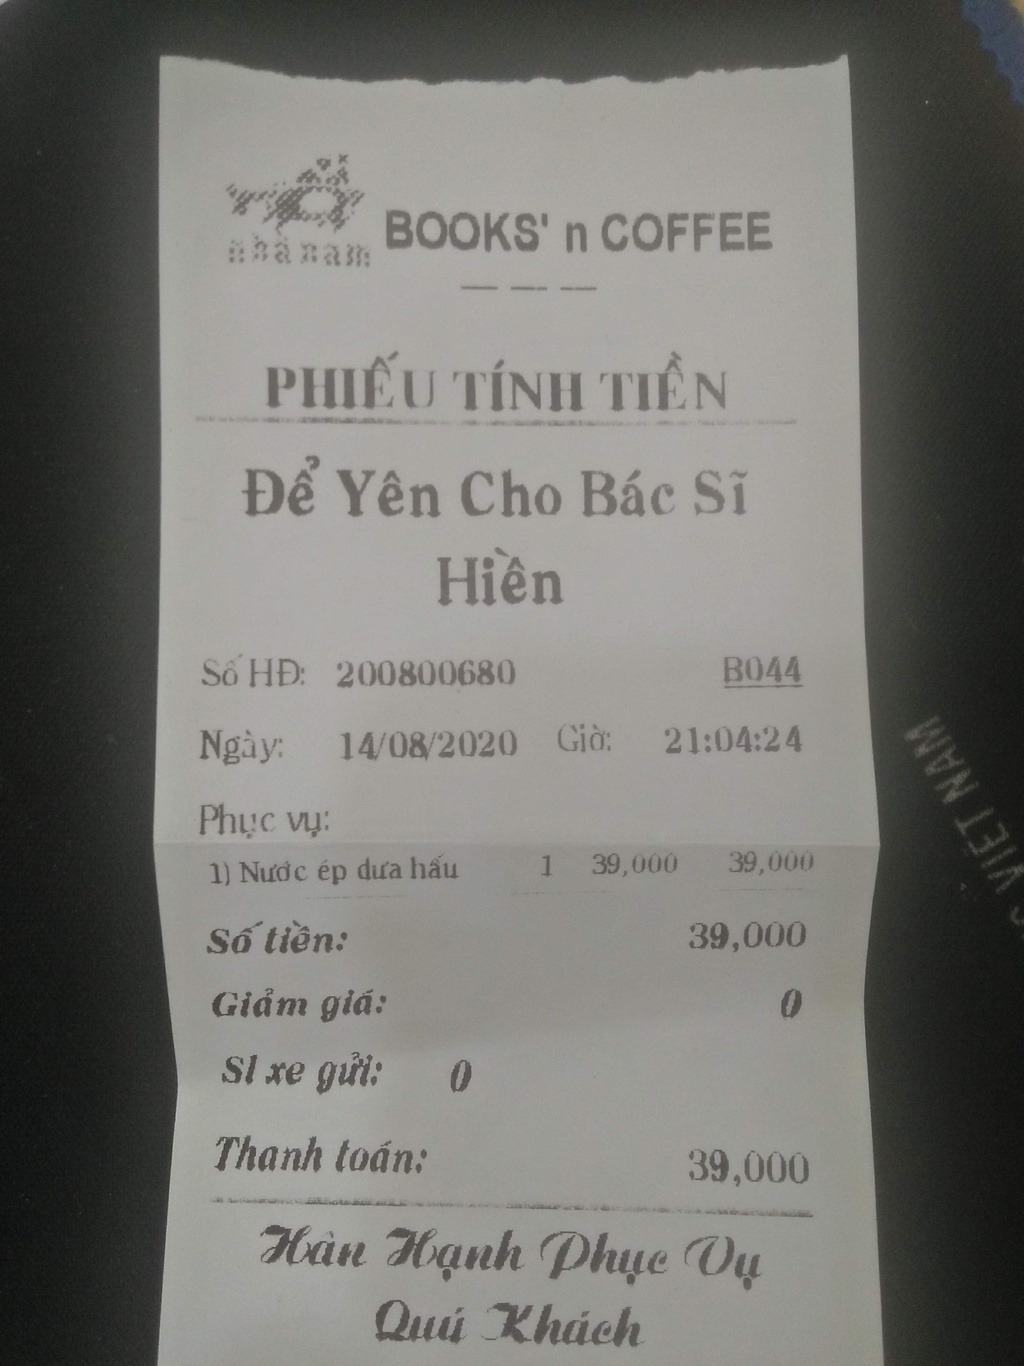 nhã nam BOOKS' n COFFEE
PHIẾU TÍNH TIỀN
Để Yên Cho Bác Sĩ
Hiền
Số HĐ: 200800680 B044
Ngày: 14/08/2020 Giờ: 21:04:24
Phục vụ:
1) Nước ép dưa hấu 1 39,000 39,000
Số tiền: 39,000
Giảm giá: 0
Sl xe gửi: 0
Thanh toán: 39,000
Hân Hạnh Phục Vụ
Quú Khách
VIET NAM